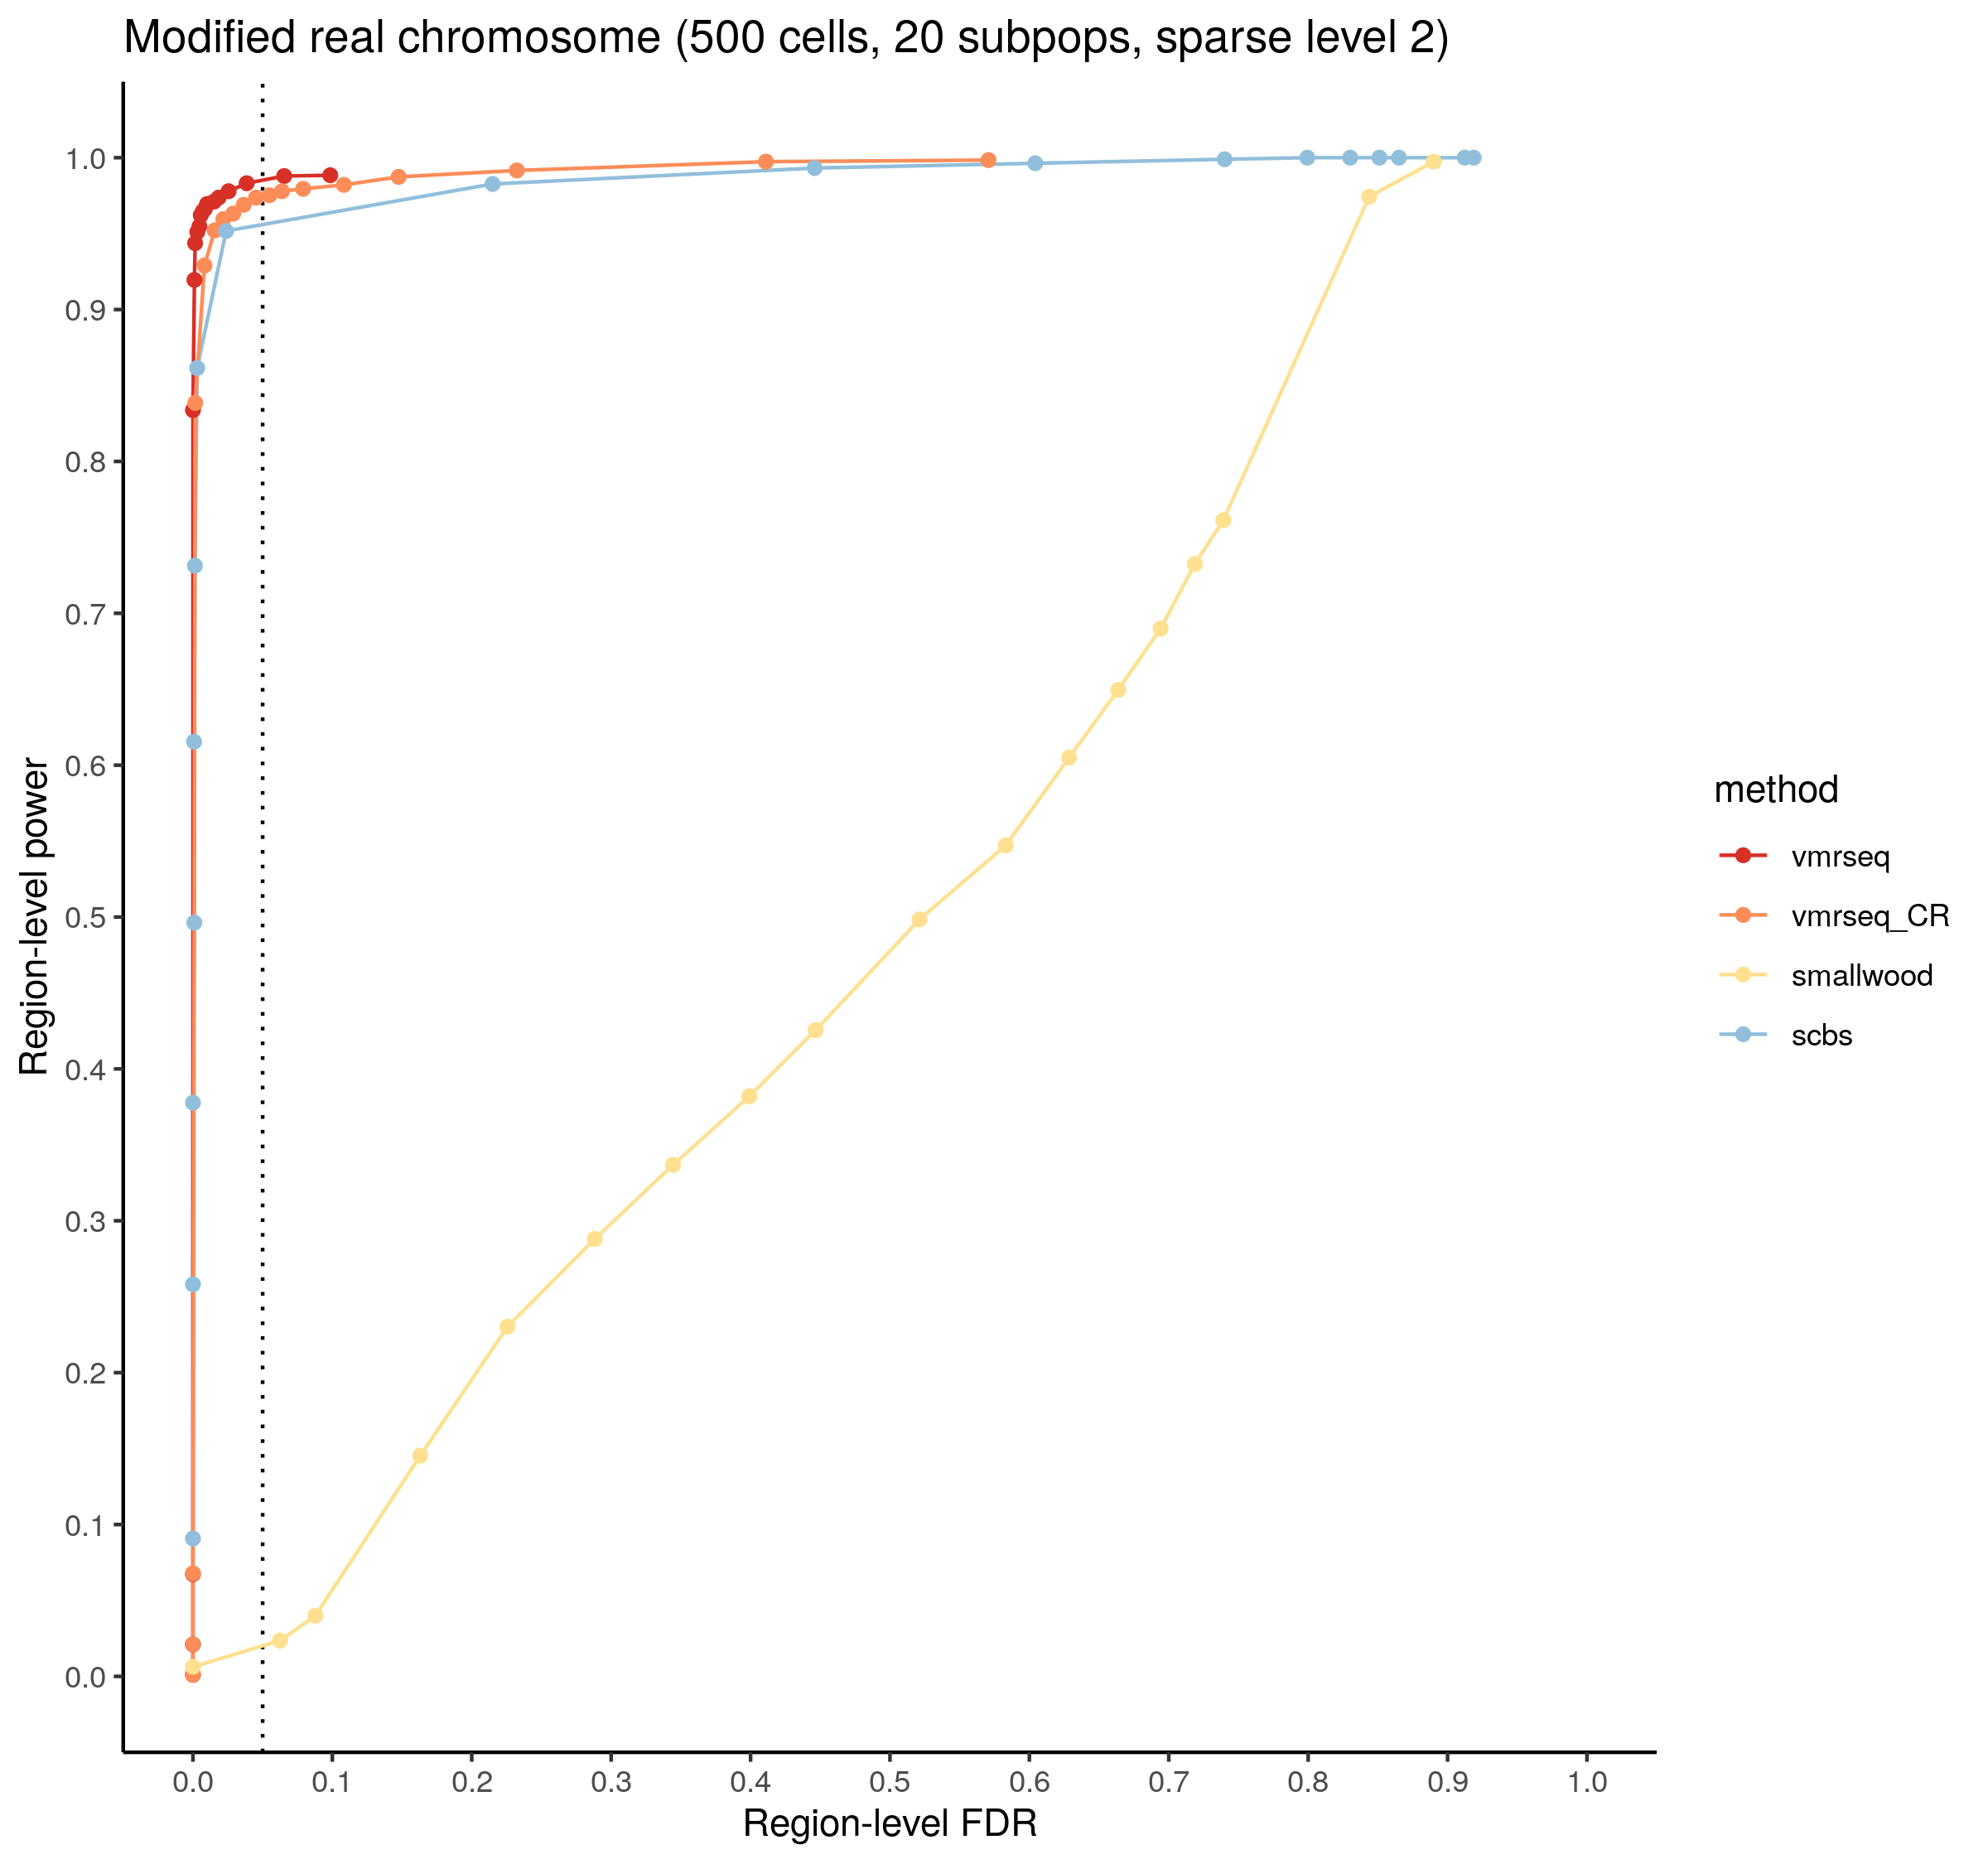 Modified real chromosome (500 cells, 20 subpops, sparse level 2)
Region-level power
1.0
0.9
0.8
0.7
0.6
0.5
0.4
0.3
0.2
0.1
0.0
0.0 0.1 0.2 0.3 0.4 0.5 0.6 0.7 0.8 0.9 1.0
Region-level FDR
method
vmrseq
vmrseq_CR
smallwood
scbs